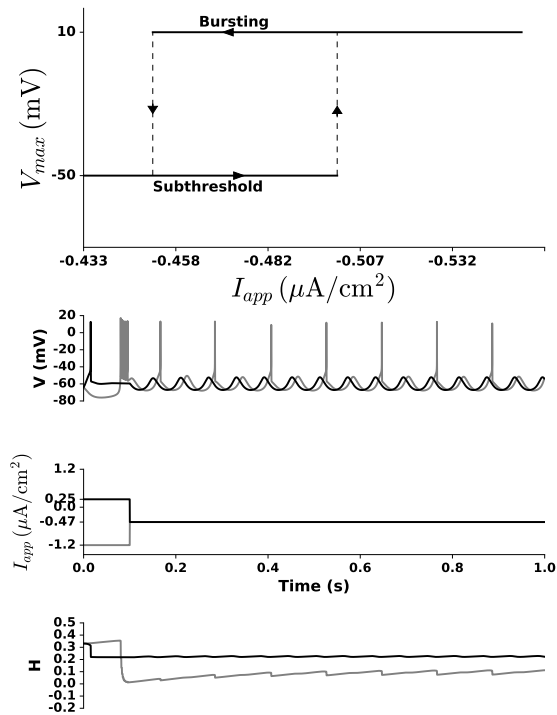 Bursting
10
V_max (mV)
-50
Subthreshold
-0.433 -0.458 -0.482 -0.507 -0.532
I_app (μA/cm²)
20
0
-20
-40
-60
-80
V (mV)
1.2
0.25
0.0
-0.47
-1.2
I_app (μA/cm²)
0.0 0.2 0.4 0.6 0.8 1.0
Time (s)
0.5
0.4
0.3
0.2
0.1
0.0
-0.1
-0.2
H